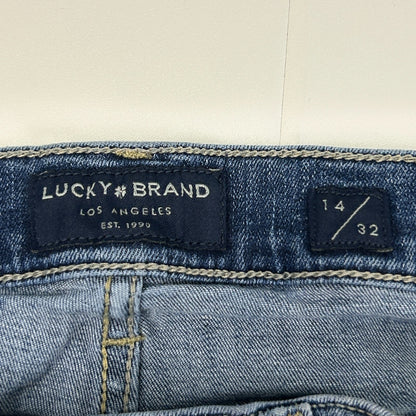 LUCKY BRAND
LOS ANGELES
EST. 1990
14/32